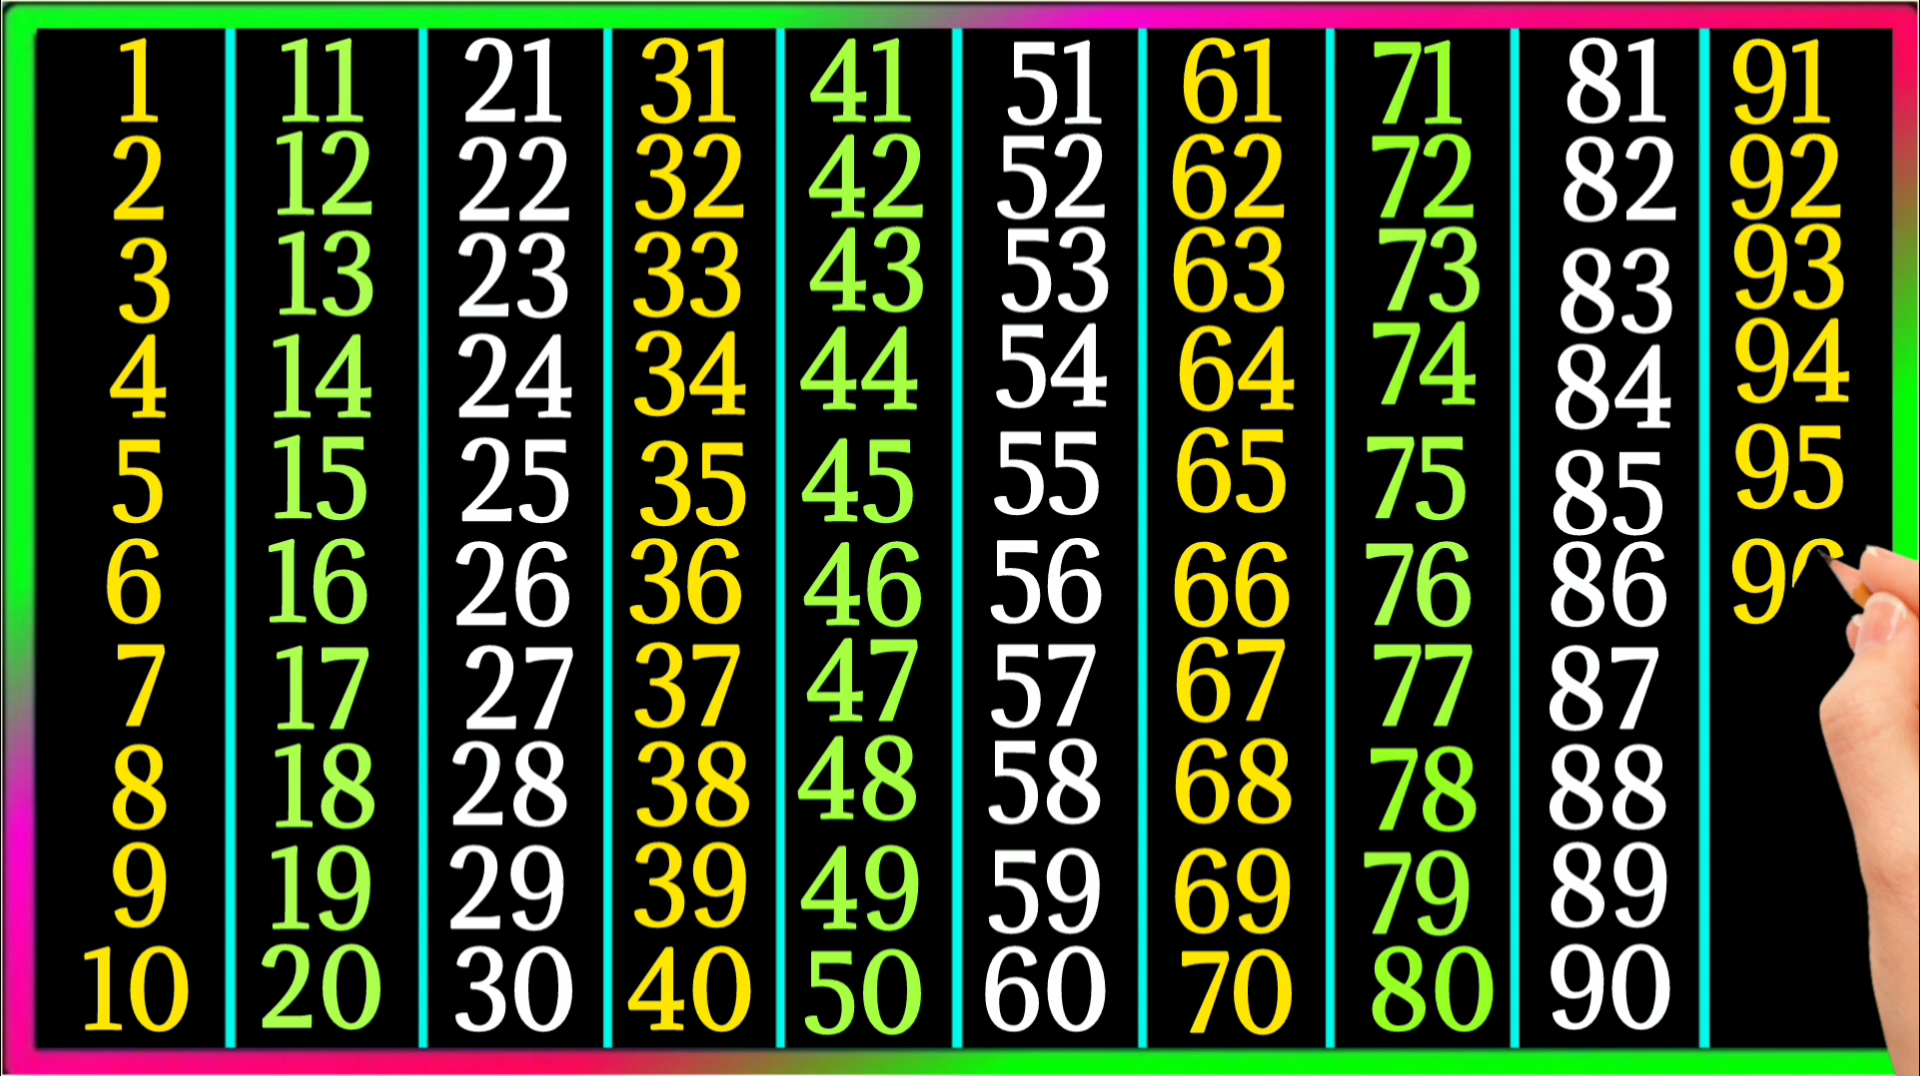 1 11 21 31 41 51 61 71 81 91
2 12 22 32 42 52 62 72 82 92
3 13 23 33 43 53 63 73 83 93
4 14 24 34 44 54 64 74 84 94
5 15 25 35 45 55 65 75 85 95
6 16 26 36 46 56 66 76 86 96
7 17 27 37 47 57 67 77 87
8 18 28 38 48 58 68 78 88
9 19 29 39 49 59 69 79 89
10 20 30 40 50 60 70 80 90